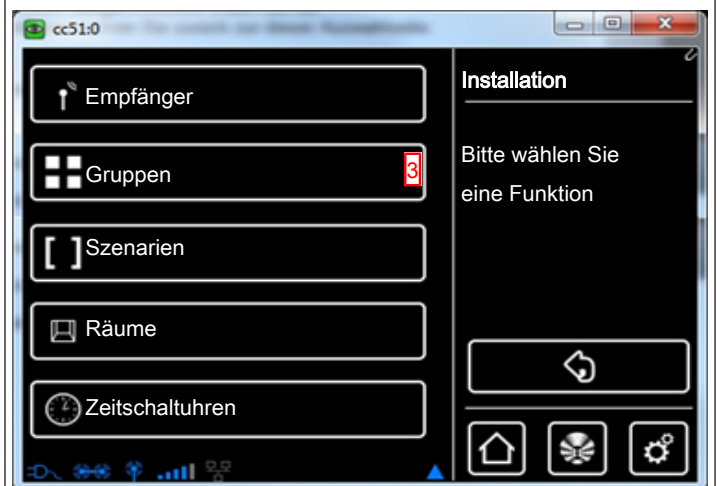 cc51:0
Empfänger
Gruppen 3
Szenarien
Räume
Zeitschaltuhren
Installation
Bitte wählen Sie
eine Funktion